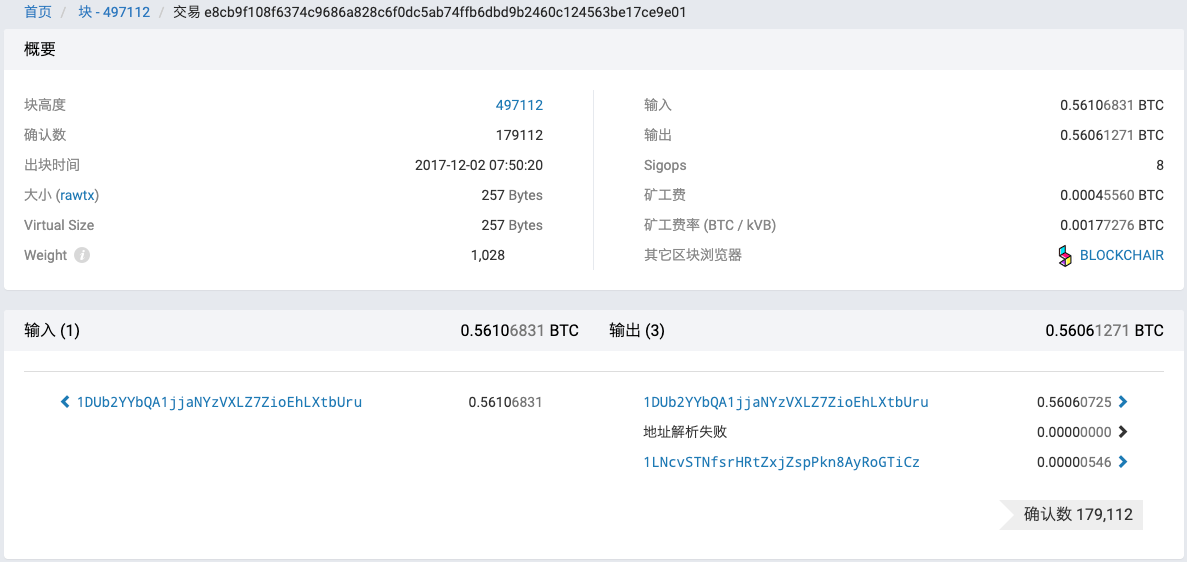 首页 / 块 - 497112 / 交易 e8cb9f108f6374c9686a828c6f0dc5ab74ffb6dbd9b2460c124563be17ce9e01
概要
块高度 497112
确认数 179112
出块时间 2017-12-02 07:50:20
大小 (rawtx) 257 Bytes
Virtual Size 257 Bytes
Weight 1,028
输入 0.56106831 BTC
输出 0.56061271 BTC
Sigops 8
矿工费 0.00045560 BTC
矿工费率 (BTC / kVB) 0.00177276 BTC
其它区块浏览器 BLOCKCHAIR
输入 (1) 0.56106831 BTC
1DUb2YYbQA1jjaNYzVXLZ7ZioEhLXtbUru 0.56106831
输出 (3) 0.56061271 BTC
1DUb2YYbQA1jjaNYzVXLZ7ZioEhLXtbUru 0.56060725
地址解析失败 0.00000000
1LNcvSTNfsrHRtZxjZspPkn8AyRoGTiCz 0.00000546
确认数 179,112